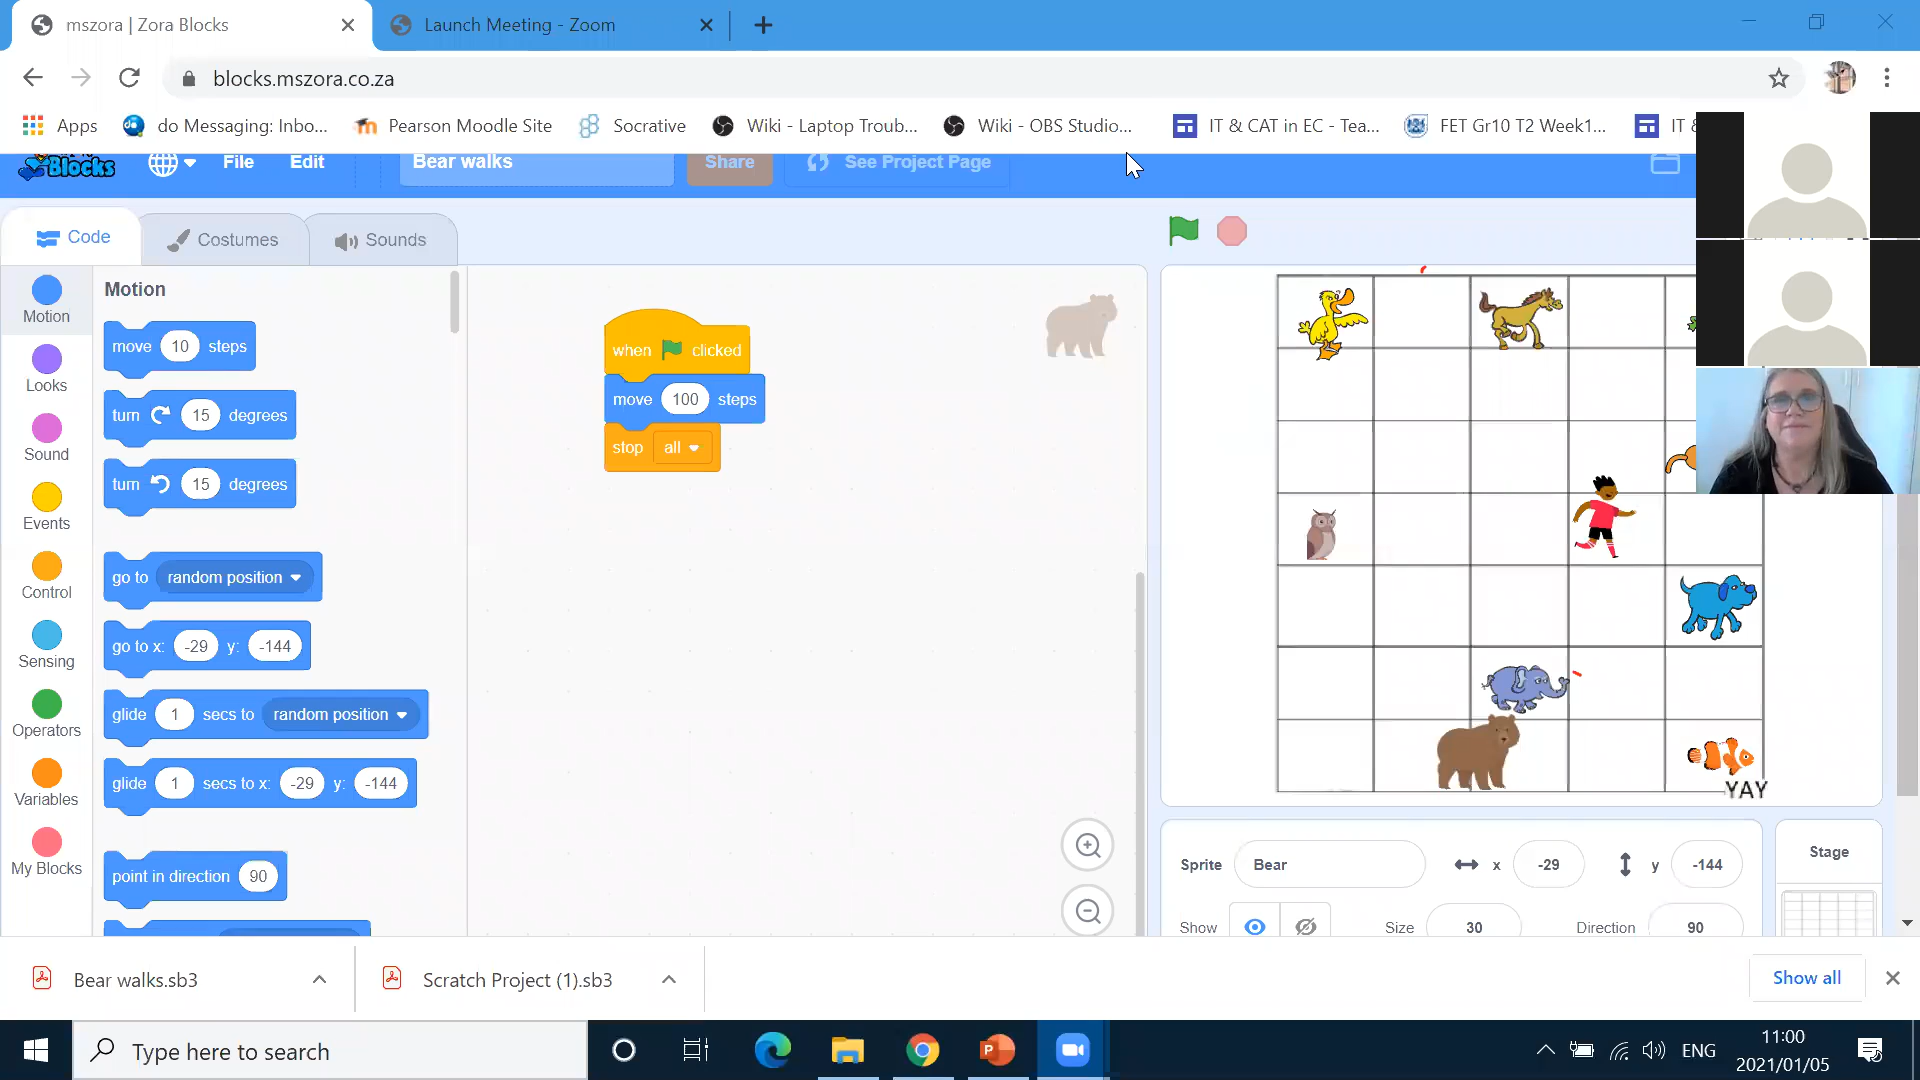 mszora | Zora Blocks
Launch Meeting - Zoom
blocks.mszora.co.za
Apps
do Messaging: Inbo...
Pearson Moodle Site
Socrative
Wiki - Laptop Troub...
Wiki - OBS Studio...
IT & CAT in EC - Tea...
FET Gr10 T2 Week1...
IT &
Blocks
File
Edit
Bear walks
Share
See Project Page
Code
Costumes
Sounds
Motion
Looks
Sound
Events
Control
Sensing
Operators
Variables
My Blocks
Motion
move 10 steps
turn 15 degrees
turn 15 degrees
go to random position
go to x: -29 y: -144
glide 1 secs to random position
glide 1 secs to x: -29 y: -144
point in direction 90
when clicked
move 100 steps
stop all
YAY
Sprite Bear x -29 y -144
Show Size 30 Direction 90
Stage
Bear walks.sb3
Scratch Project (1).sb3
Show all
Type here to search
P
ENG
11:00
2021/01/05